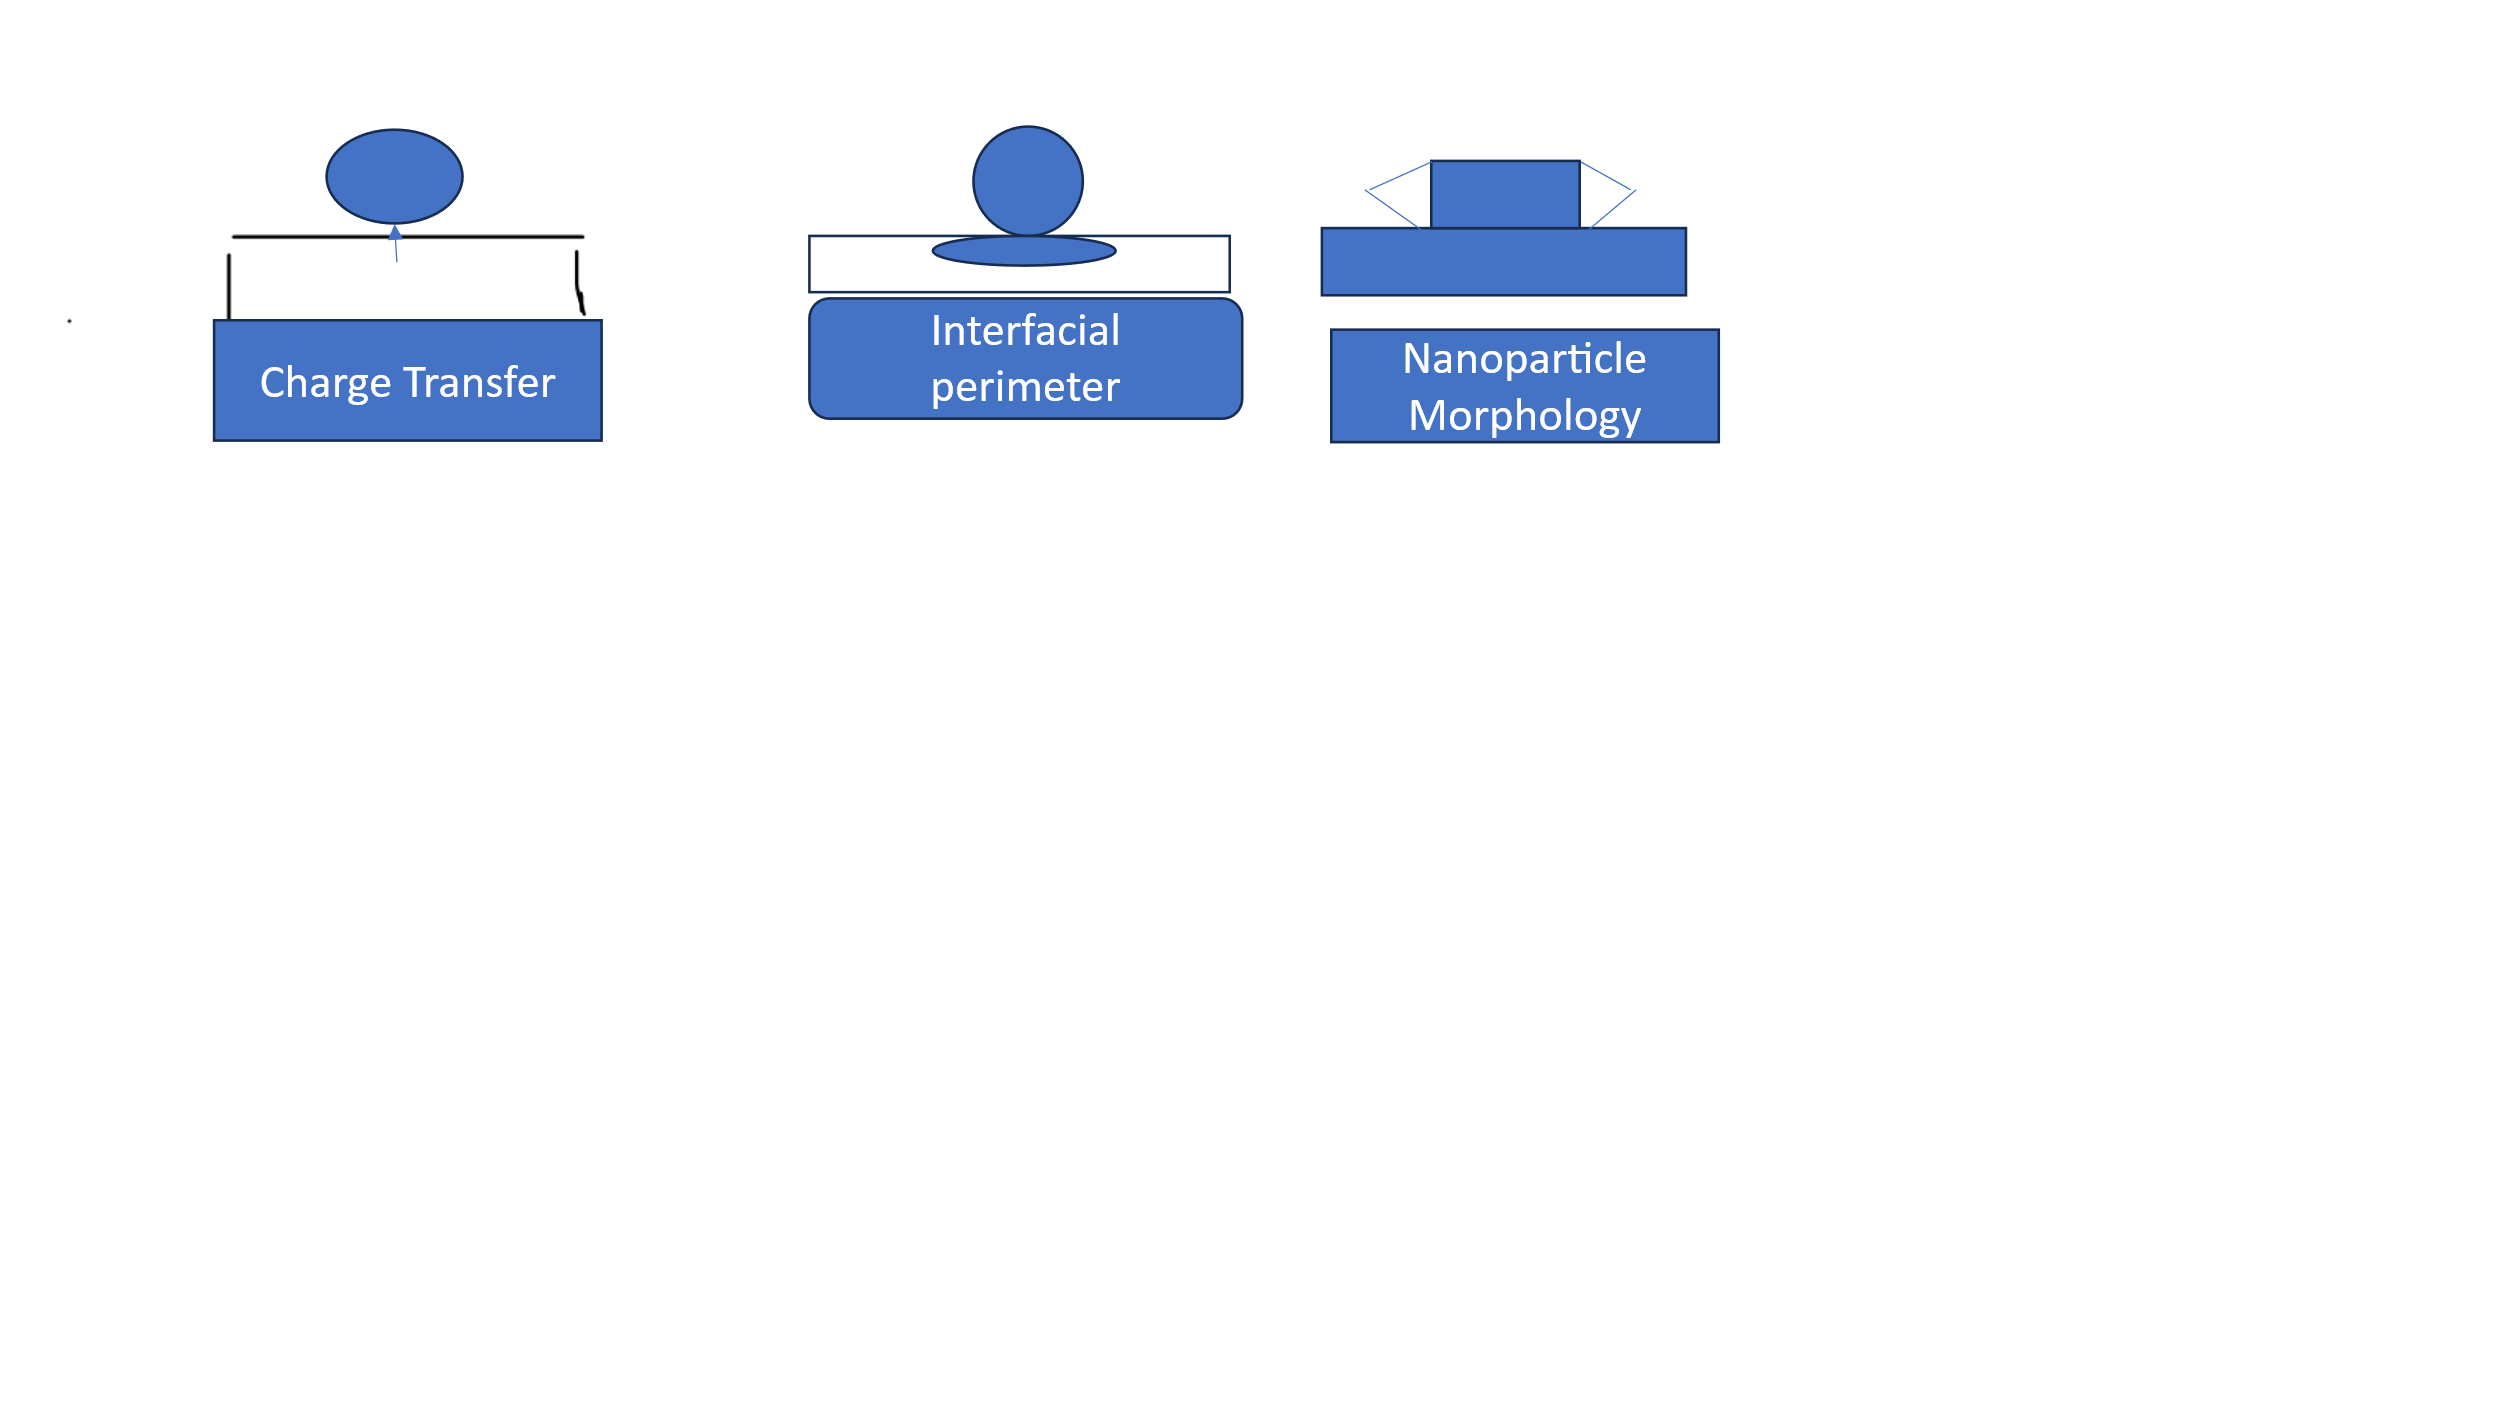 Charge Transfer
Interfacial
perimeter
Nanoparticle
Morphology